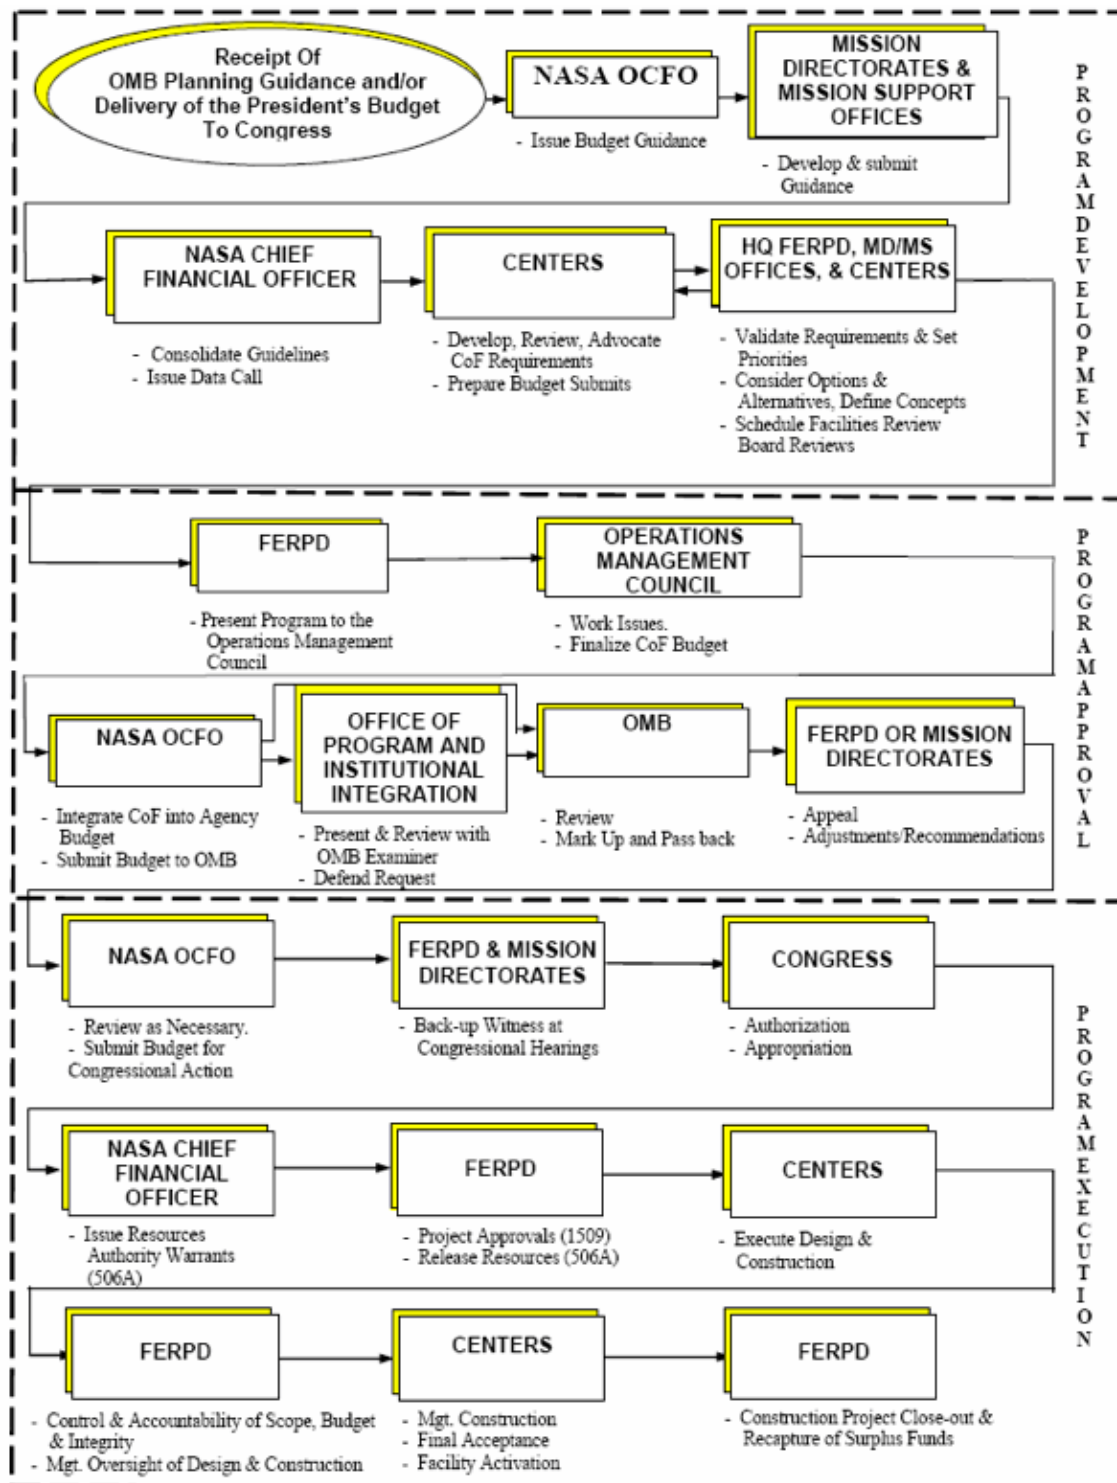 Receipt Of
OMB Planning Guidance and/or
Delivery of the President's Budget
To Congress
NASA OCFO
- Issue Budget Guidance
MISSION
DIRECTORATES &
MISSION SUPPORT
OFFICES
- Develop & submit
Guidance
PROGRAM DEVELOPMENT
NASA CHIEF
FINANCIAL OFFICER
- Consolidate Guidelines
- Issue Data Call
CENTERS
- Develop, Review, Advocate
CoF Requirements
- Prepare Budget Submits
HQ FERPD, MD/MS
OFFICES, & CENTERS
- Validate Requirements & Set
Priorities
- Consider Options &
Alternatives, Define Concepts
- Schedule Facilities Review
Board Reviews
FERPD
- Present Program to the
Operations Management
Council
OPERATIONS
MANAGEMENT
COUNCIL
- Work Issues.
- Finalize CoF Budget
PROGRAM APPROVAL
NASA OCFO
- Integrate CoF into Agency
Budget
- Submit Budget to OMB
OFFICE OF
PROGRAM AND
INSTITUTIONAL
INTEGRATION
- Present & Review with
OMB Examiner
- Defend Request
OMB
- Review
- Mark Up and Pass back
FERPD OR MISSION
DIRECTORATES
- Appeal
- Adjustments/Recommendations
NASA OCFO
- Review as Necessary.
- Submit Budget for
Congressional Action
FERPD & MISSION
DIRECTORATES
- Back-up Witness at
Congressional Hearings
CONGRESS
- Authorization
- Appropriation
PROGRAM EXECUTION
NASA CHIEF
FINANCIAL
OFFICER
- Issue Resources
Authority Warrants
(506A)
FERPD
- Project Approvals (1509)
- Release Resources (506A)
CENTERS
- Execute Design &
Construction
FERPD
- Control & Accountability of Scope, Budget
& Integrity
- Mgt. Oversight of Design & Construction
CENTERS
- Mgt. Construction
- Final Acceptance
- Facility Activation
FERPD
- Construction Project Close-out &
Recapture of Surplus Funds